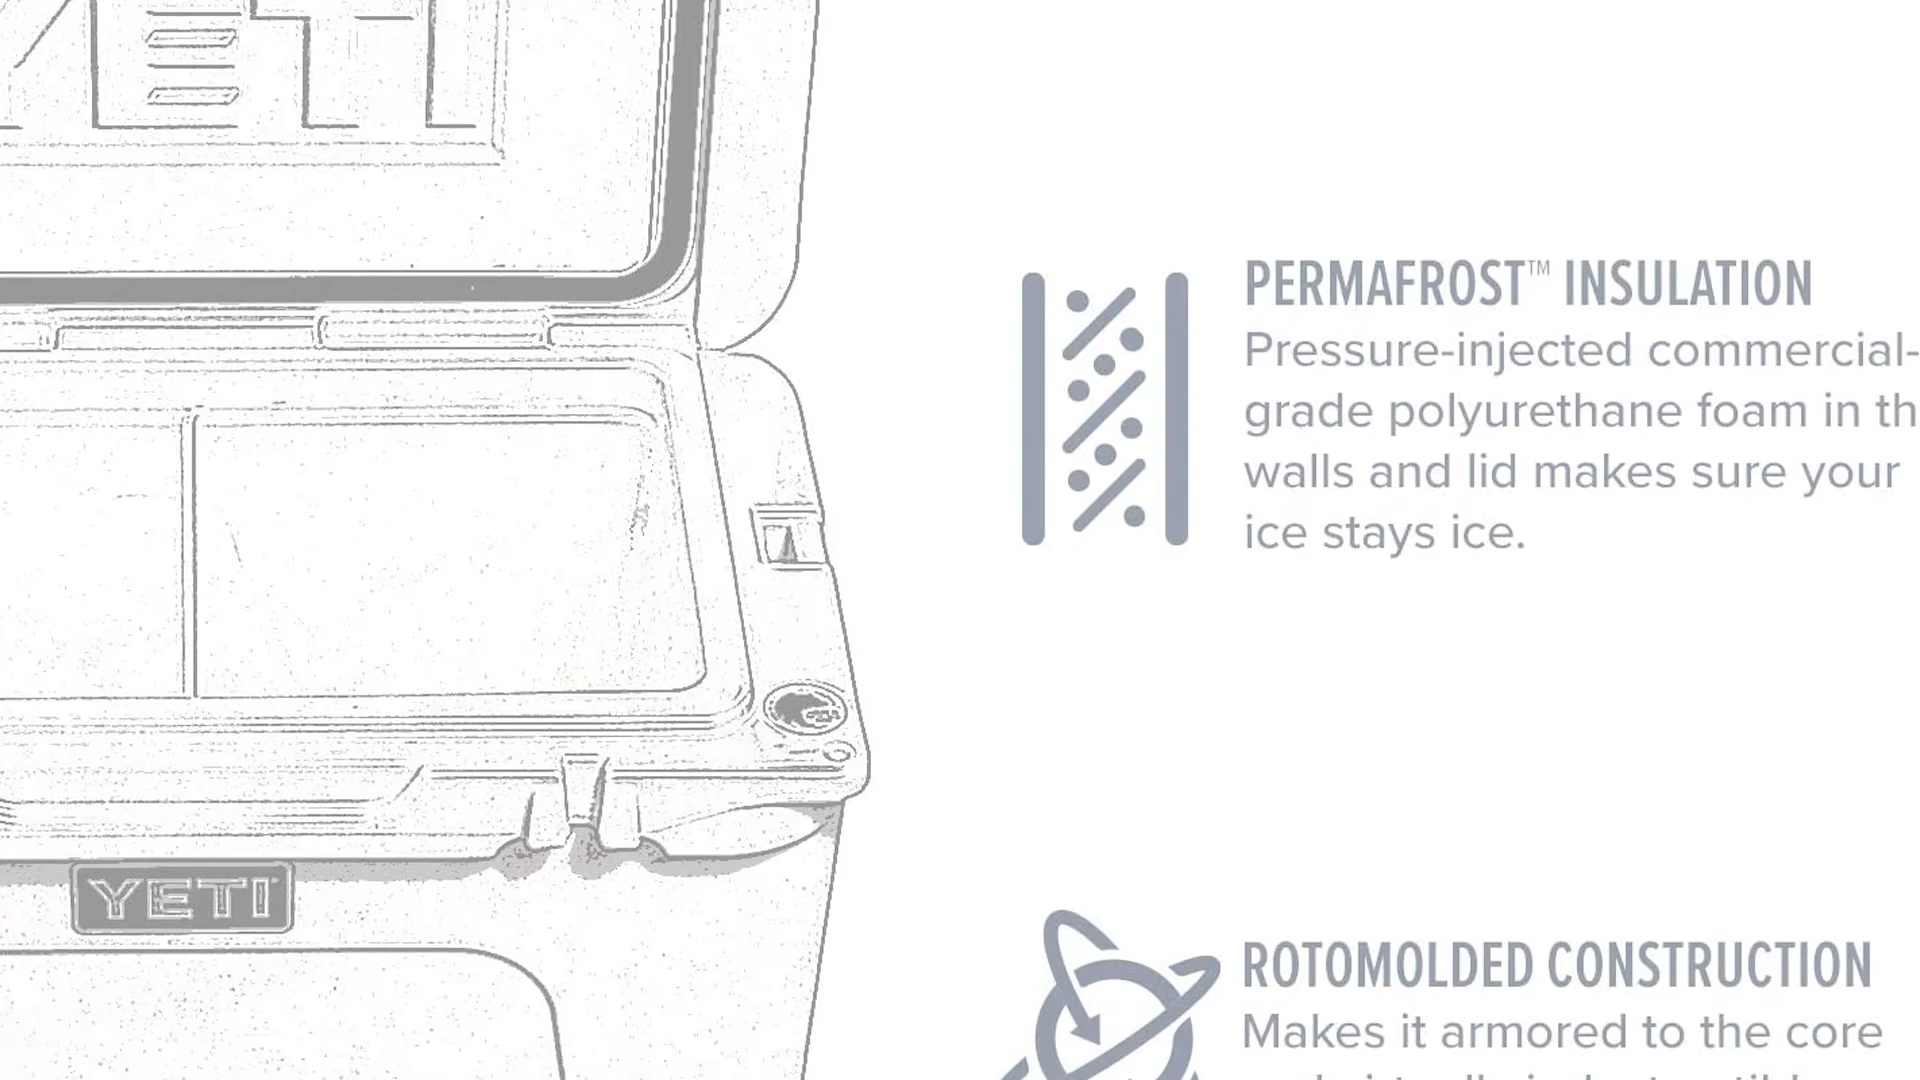 YETI
PERMAFROST™ INSULATION
Pressure-injected commercial-
grade polyurethane foam in th
walls and lid makes sure your
ice stays ice.
YETI
ROTOMOLDED CONSTRUCTION
Makes it armored to the core